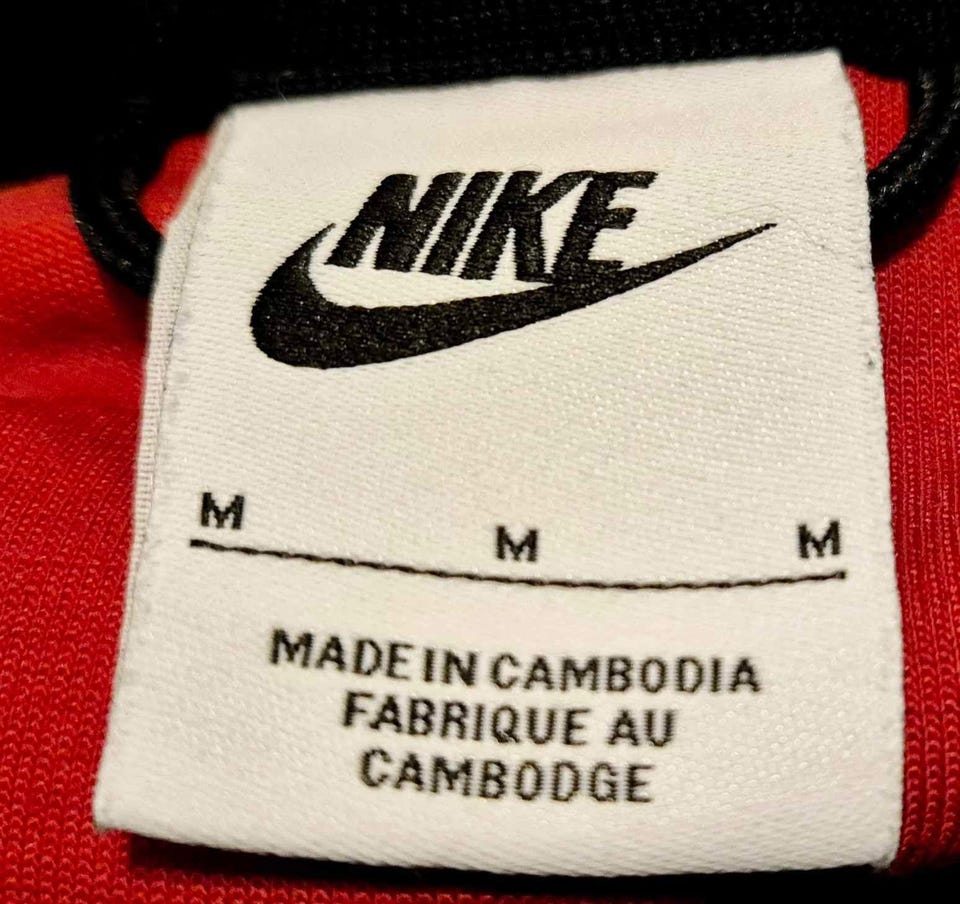 NIKE
M M M
MADE IN CAMBODIA
FABRIQUE AU
CAMBODGE